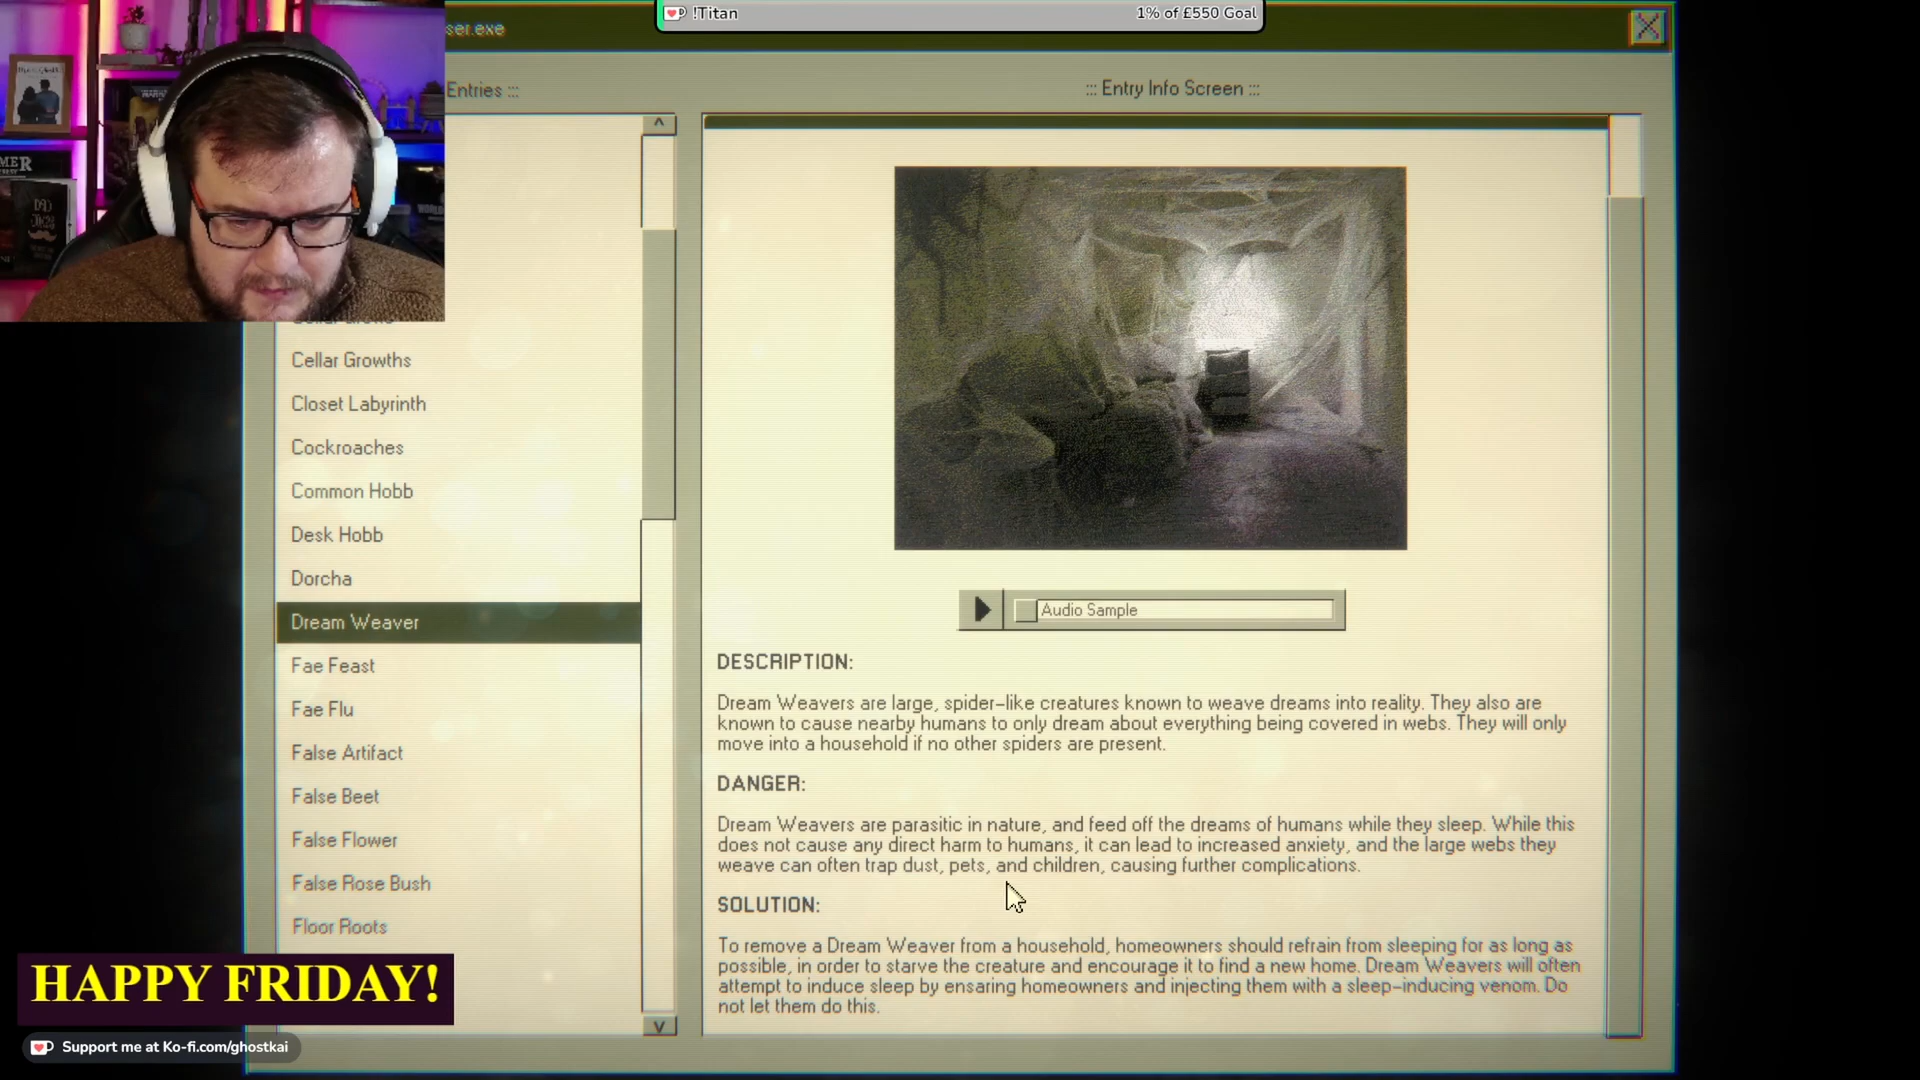 !Titan
1% of £550 Goal
ser.exe
Entries :::
::: Entry Info Screen :::
Cellar Growths
Closet Labyrinth
Cockroaches
Common Hobb
Desk Hobb
Dorcha
Dream Weaver
Fae Feast
Fae Flu
False Artifact
False Beet
False Flower
False Rose Bush
Floor Roots
Audio Sample
DESCRIPTION:
Dream Weavers are large, spider-like creatures known to weave dreams into reality. They also are
known to cause nearby humans to only dream about everything being covered in webs. They will only
move into a household if no other spiders are present.
DANGER:
Dream Weavers are parasitic in nature, and feed off the dreams of humans while they sleep. While this
does not cause any direct harm to humans, it can lead to increased anxiety, and the large webs they
weave can often trap dust, pets, and children, causing further complications.
SOLUTION:
To remove a Dream Weaver from a household, homeowners should refrain from sleeping for as long as
possible, in order to starve the creature and encourage it to find a new home. Dream Weavers will often
attempt to induce sleep by ensaring homeowners and injecting them with a sleep-inducing venom. Do
not let them do this.
HAPPY FRIDAY!
Support me at Ko-fi.com/ghostkai